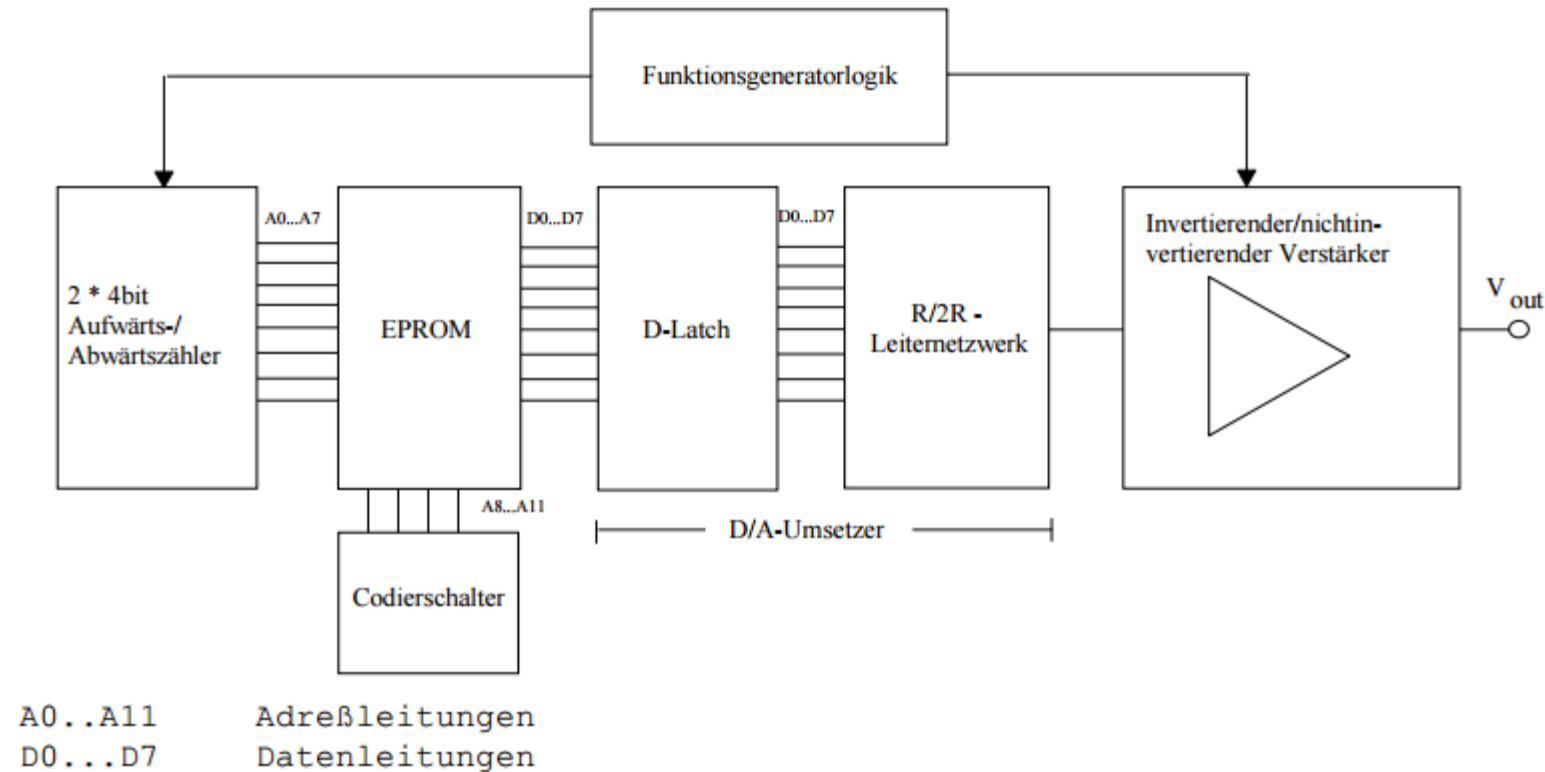 Funktionsgeneratorlogik
2 * 4bit
Aufwärts-/
Abwärtszähler
A0...A7
EPROM
D0...D7
D-Latch
D0...D7
R/2R -
Leiternetzwerk
Invertierender/nichtin-
vertierender Verstärker
V out
A8...A11
Codierschalter
D/A-Umsetzer
A0..A11 Adreßleitungen
D0...D7 Datenleitungen